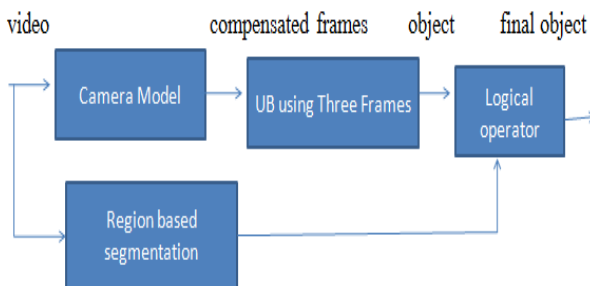 video compensated frames object final object
Camera Model
UB using Three Frames
Logical
operator
Region based
segmentation